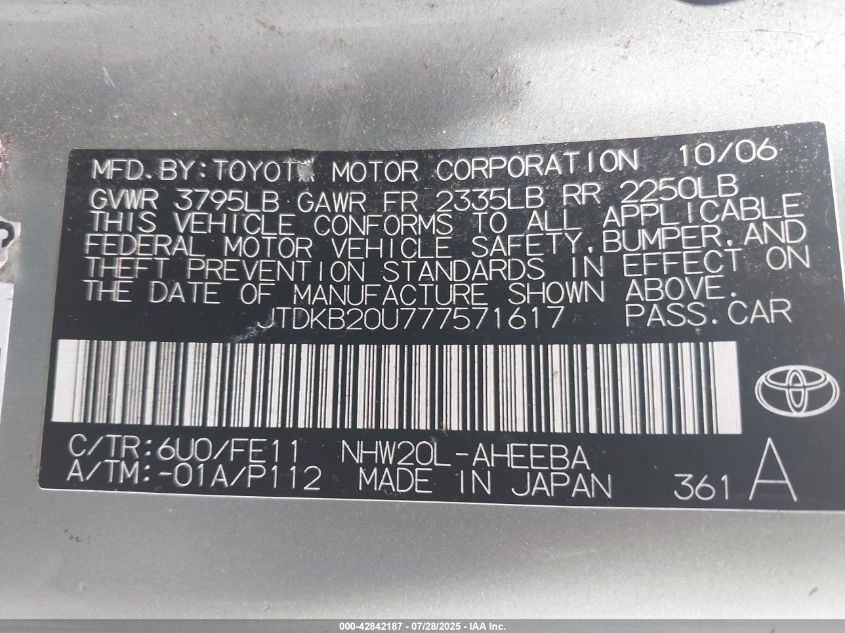 MFD.BY:TOYOTA MOTOR CORPORATION 10/06
GVWR 3795LB GAWR FR 2335LB RR 2250LB
THIS VEHICLE CONFORMS TO ALL APPLICABLE
FEDERAL MOTOR VEHICLE SAFETY,BUMPER,AND
THEFT PREVENTION STANDARDS IN EFFECT ON
THE DATE OF MANUFACTURE SHOWN ABOVE.
JTDKB20U777571617 PASS.CAR
C/TR:6U0/FE11 NHW20L-AHEEBA
A/TM:-01A/P112 MADE IN JAPAN 361 A
000-42842187 - 07/28/2025 - IAA Inc.